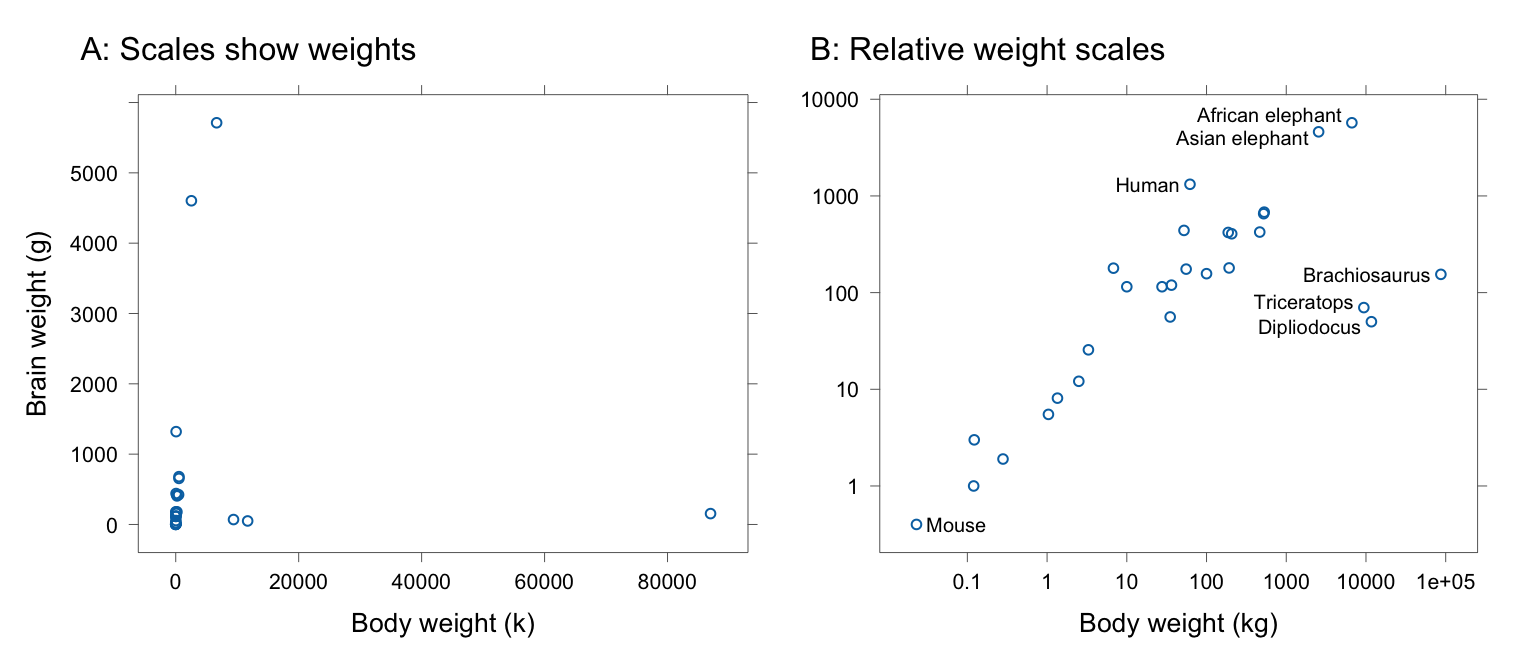 A: Scales show weights
5000
4000
3000
2000
1000
0
Brain weight (g)
0 20000 40000 60000 80000
Body weight (k)
B: Relative weight scales
10000
1000
100
10
1
African elephant
Asian elephant
Human
Brachiosaurus
Triceratops
Dipliodocus
Mouse
0.1 1 10 100 1000 10000 1e+05
Body weight (kg)